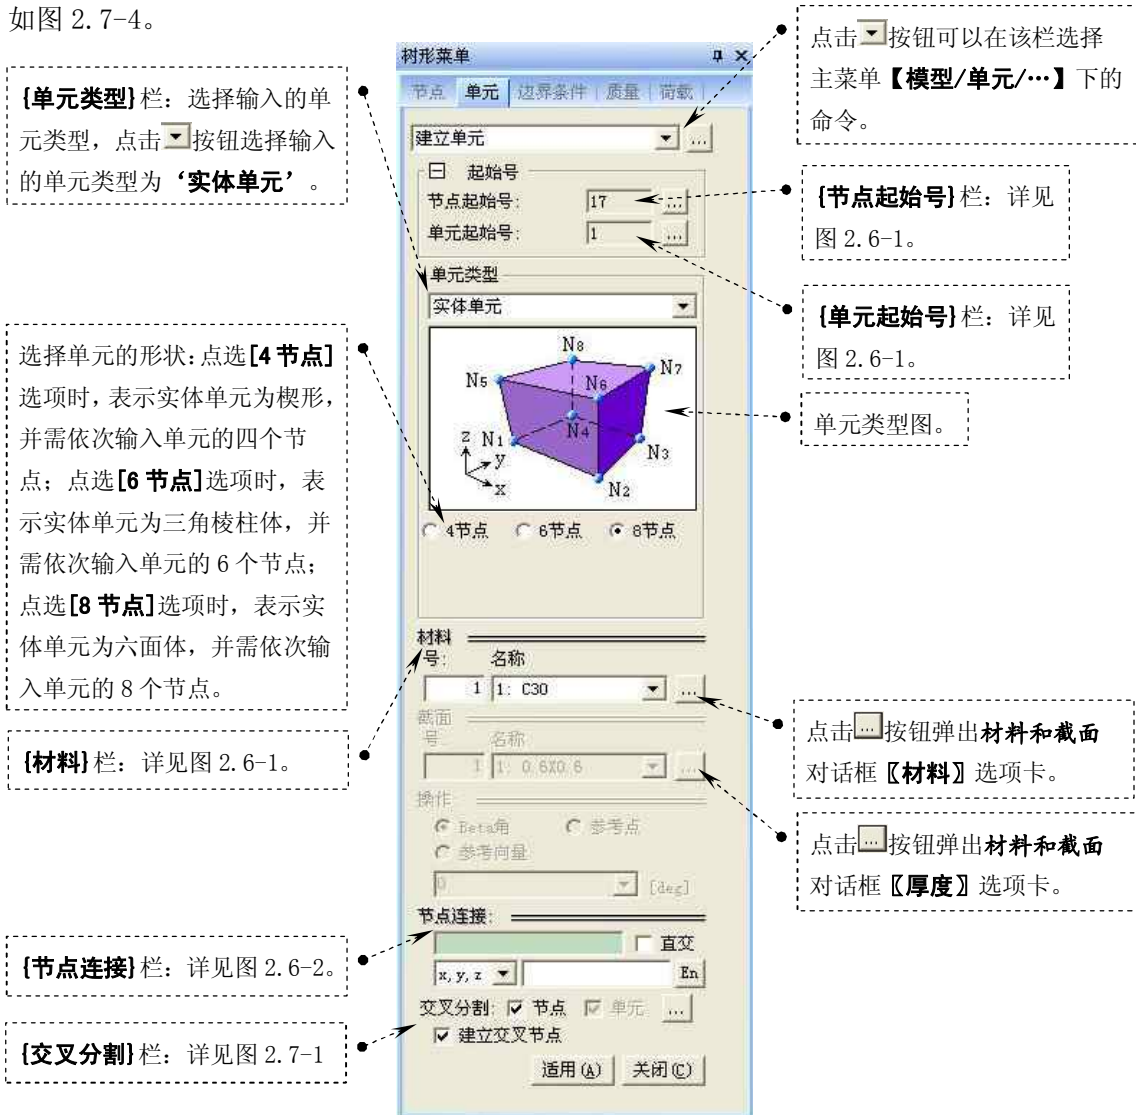 如图 2.7-4。
{单元类型}栏：选择输入的单
元类型，点击按钮选择输入
的单元类型为‘实体单元’。
选择单元的形状：点选[4 节点]
选项时，表示实体单元为楔形，
并需依次输入单元的四个节
点；点选[6 节点]选项时，表
示实体单元为三角棱柱体，并
需依次输入单元的 6 个节点；
点选[8 节点]选项时，表示实
体单元为六面体，并需依次输
入单元的 8 个节点。
{材料}栏：详见图 2.6-1。
{节点连接}栏：详见图 2.6-2。
{交叉分割}栏：详见图 2.7-1
树形菜单
节点 单元 边界条件 质量 荷载
建立单元 ...
起始号
节点起始号： 17 ...
单元起始号： 1 ...
单元类型
实体单元
N8
N5 N6 N7
z N1 N4 N3
y
x N2
4节点 6节点 8节点
材料
号： 名称
1 1: C30 ...
截面
号 名称
1 1: 0.6X0.6 ...
操作：
Beta角 参考点
参考向量
0 [deg]
节点连接：
直交
x, y, z En
交叉分割: 节点 单元 ...
建立交叉节点
适用(A) 关闭(C)
点击按钮可以在该栏选择
主菜单【模型/单元/…】下的
命令。
{节点起始号}栏：详见
图 2.6-1。
{单元起始号}栏：详见
图 2.6-1。
单元类型图。
点击...按钮弹出材料和截面
对话框〖材料〗选项卡。
点击...按钮弹出材料和截面
对话框〖厚度〗选项卡。